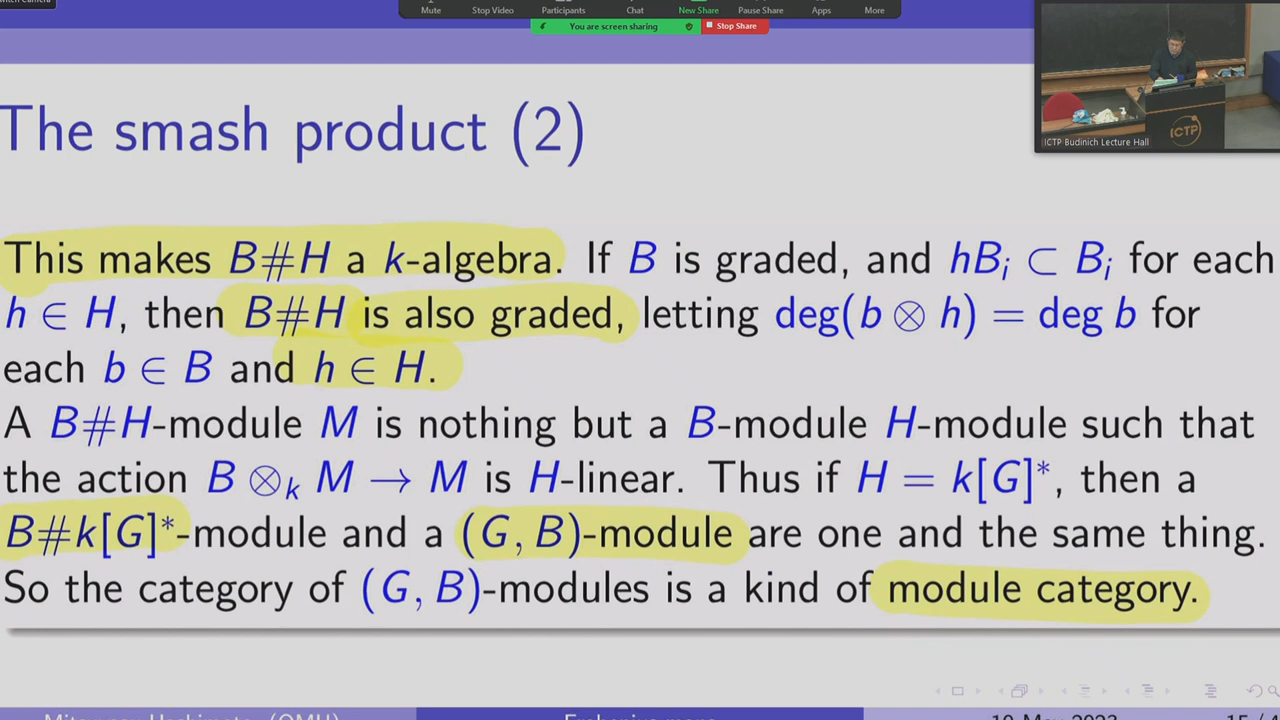 Mute Stop Video Participants Chat New Share Pause Share Apps More
You are screen sharing Stop Share
ICTP
ICTP Budinich Lecture Hall
The smash product (2)
This makes B#H a k-algebra. If B is graded, and hBᵢ ⊂ Bᵢ for each
h ∈ H, then B#H is also graded, letting deg(b ⊗ h) = deg b for
each b ∈ B and h ∈ H.
A B#H-module M is nothing but a B-module H-module such that
the action B ⊗ₖ M → M is H-linear. Thus if H = k[G]*, then a
B#k[G]*-module and a (G, B)-module are one and the same thing.
So the category of (G, B)-modules is a kind of module category.